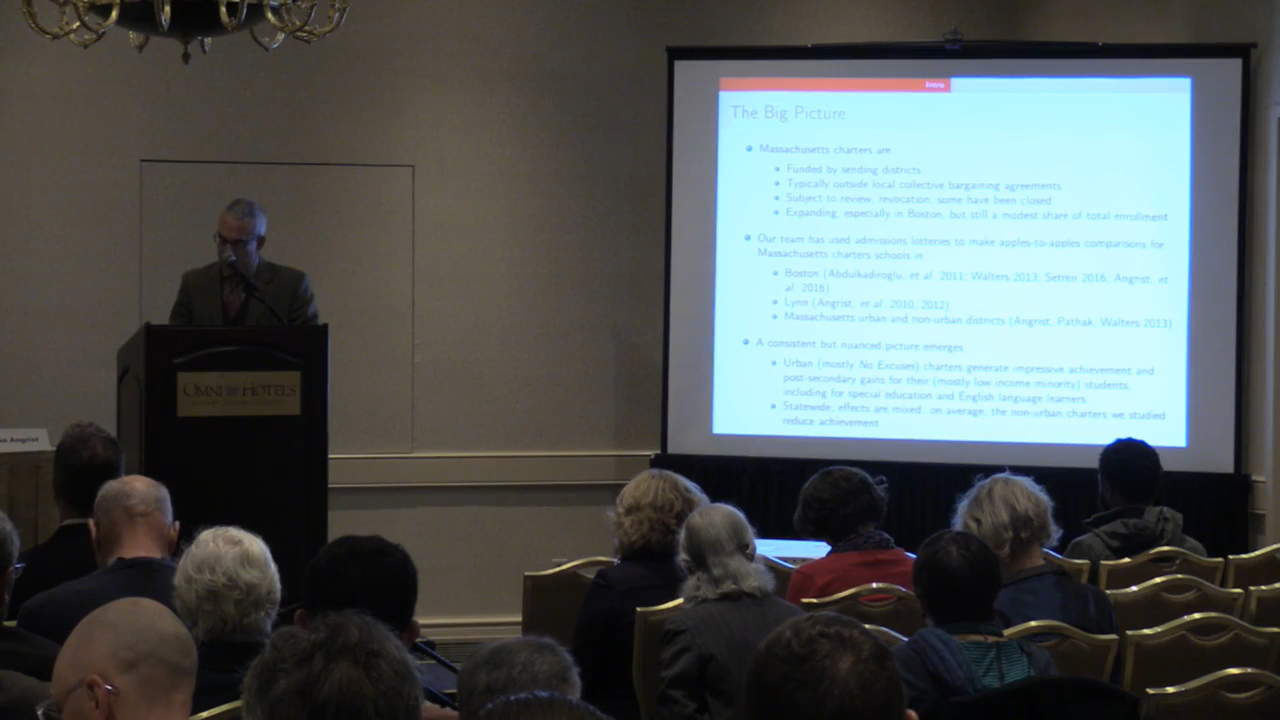 Intro
The Big Picture
Massachusetts charters are
Funded by sending districts
Typically outside local collective bargaining agreements
Subject to review, revocation; some have been closed
Expanding, especially in Boston, but still a modest share of total enrollment
Our team has used admissions lotteries to make apples-to-apples comparisons for
Massachusetts charters schools in
Boston (Abdulkadiroglu, et al. 2011; Walters 2013; Setren 2016; Angrist, et
al. 2016)
Lynn (Angrist, et al. 2010, 2012)
Massachusetts urban and non-urban districts (Angrist, Pathak, Walters 2013)
A consistent but nuanced picture emerges
Urban (mostly No Excuses) charters generate impressive achievement and
post-secondary gains for their (mostly low income minority) students,
including for special education and English language learners
Statewide, effects are mixed; on average, the non-urban charters we studied
reduce achievement
OMNI HOTELS
Angrist